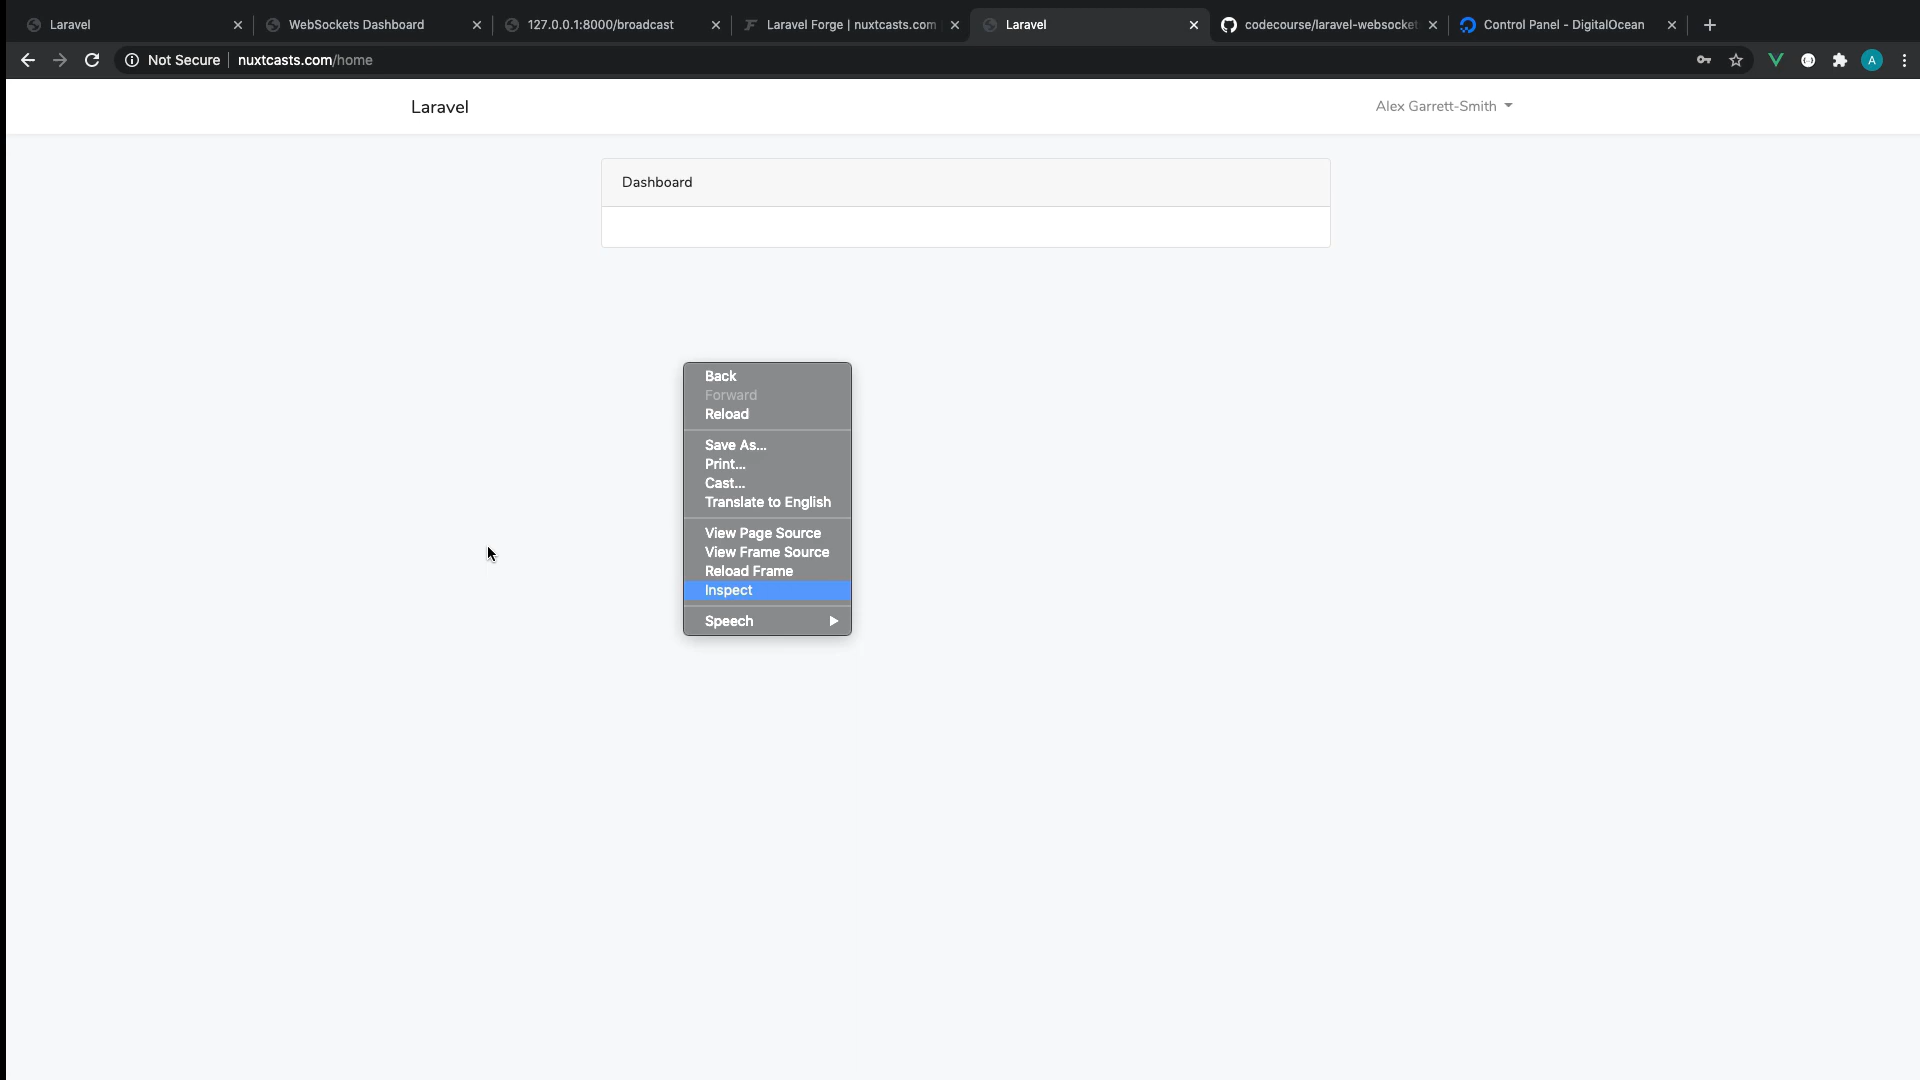 Laravel
WebSockets Dashboard
127.0.0.1:8000/broadcast
Laravel Forge | nuxtcasts.com
Laravel
codecourse/laravel-websocket
Control Panel - DigitalOcean
Not Secure
nuxtcasts.com/home
A
Laravel
Alex Garrett-Smith
Dashboard
Back
Forward
Reload
Save As...
Print...
Cast...
Translate to English
View Page Source
View Frame Source
Reload Frame
Inspect
Speech